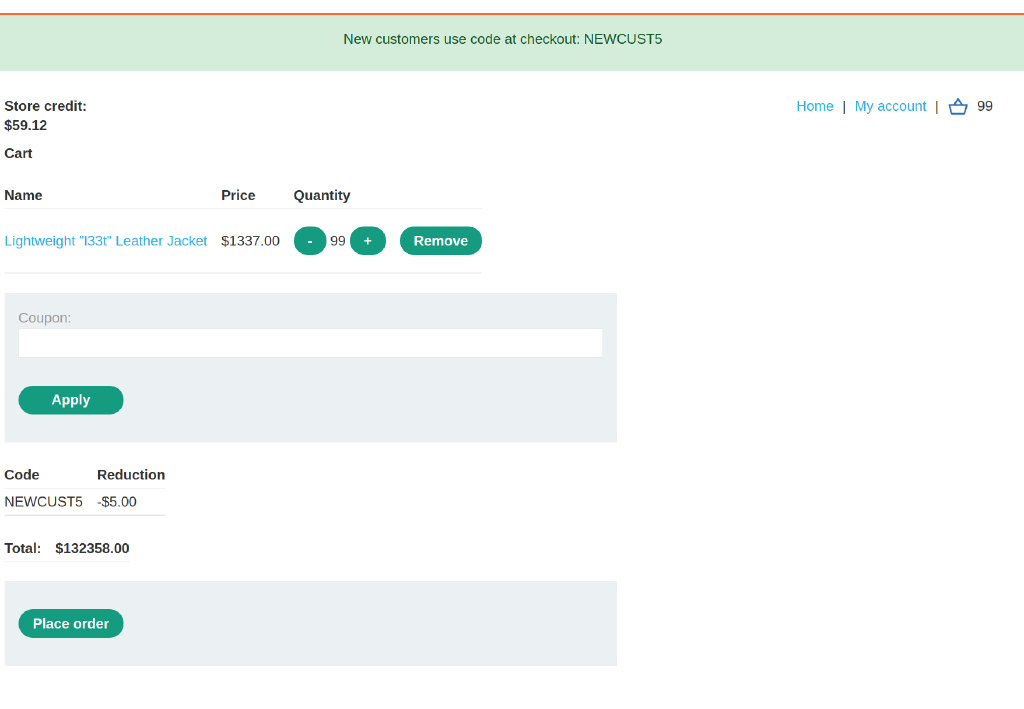 New customers use code at checkout: NEWCUST5
Store credit:
$59.12
Home | My account | 99
Cart
Name Price Quantity
Lightweight "l33t" Leather Jacket $1337.00 - 99 + Remove
Coupon:
Apply
Code Reduction
NEWCUST5 -$5.00
Total: $132358.00
Place order